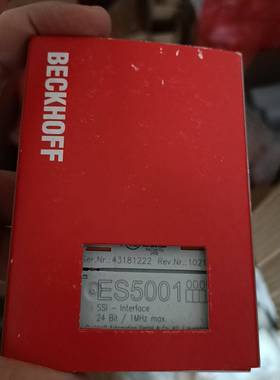 BECKHOFF
Ser.Nr.: 43181222 Rev.Nr.: 1021
ES5001
SSI - Interface
24 Bit / 1MHz max.